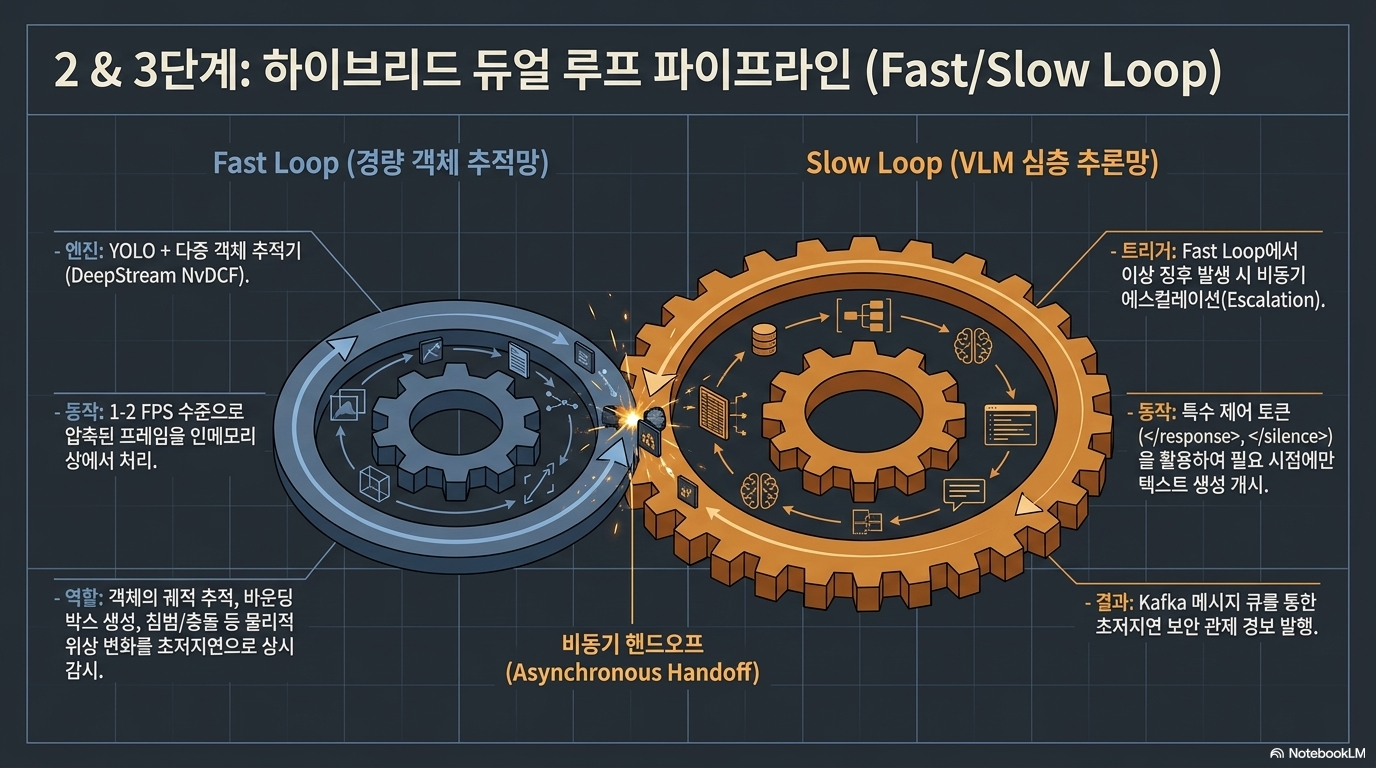 2 & 3단계: 하이브리드 듀얼 루프 파이프라인 (Fast/Slow Loop)
Fast Loop (경량 객체 추적망)
- 엔진: YOLO + 다중 객체 추적기
(DeepStream NvDCF).
- 동작: 1-2 FPS 수준으로
압축된 프레임을 인메모리
상에서 처리.
- 역할: 객체의 궤적 추적, 바운딩
박스 생성, 침범/충돌 등 물리적
위상 변화를 초저지연으로 상시
감시.
비동기 핸드오프
(Asynchronous Handoff)
Slow Loop (VLM 심층 추론망)
- 트리거: Fast Loop에서
이상 징후 발생 시 비동기
에스컬레이션(Escalation).
- 동작: 특수 제어 토큰
(</response>, </silence>)
을 활용하여 필요 시점에만
텍스트 생성 개시.
- 결과: Kafka 메시지 큐를 통한
초저지연 보안 관제 경보 발행.
NotebookLM